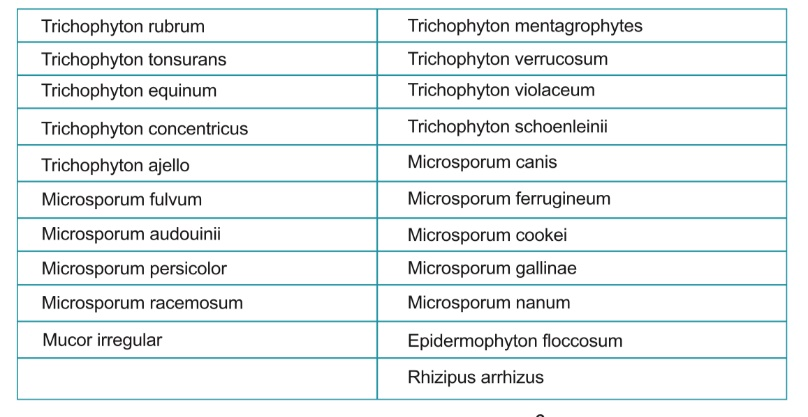 Trichophyton rubrum Trichophyton mentagrophytes
Trichophyton tonsurans Trichophyton verrucosum
Trichophyton equinum Trichophyton violaceum
Trichophyton concentricus Trichophyton schoenleinii
Trichophyton ajello Microsporum canis
Microsporum fulvum Microsporum ferrugineum
Microsporum audouinii Microsporum cookei
Microsporum persicolor Microsporum gallinae
Microsporum racemosum Microsporum nanum
Mucor irregular Epidermophyton floccosum
Rhizipus arrhizus